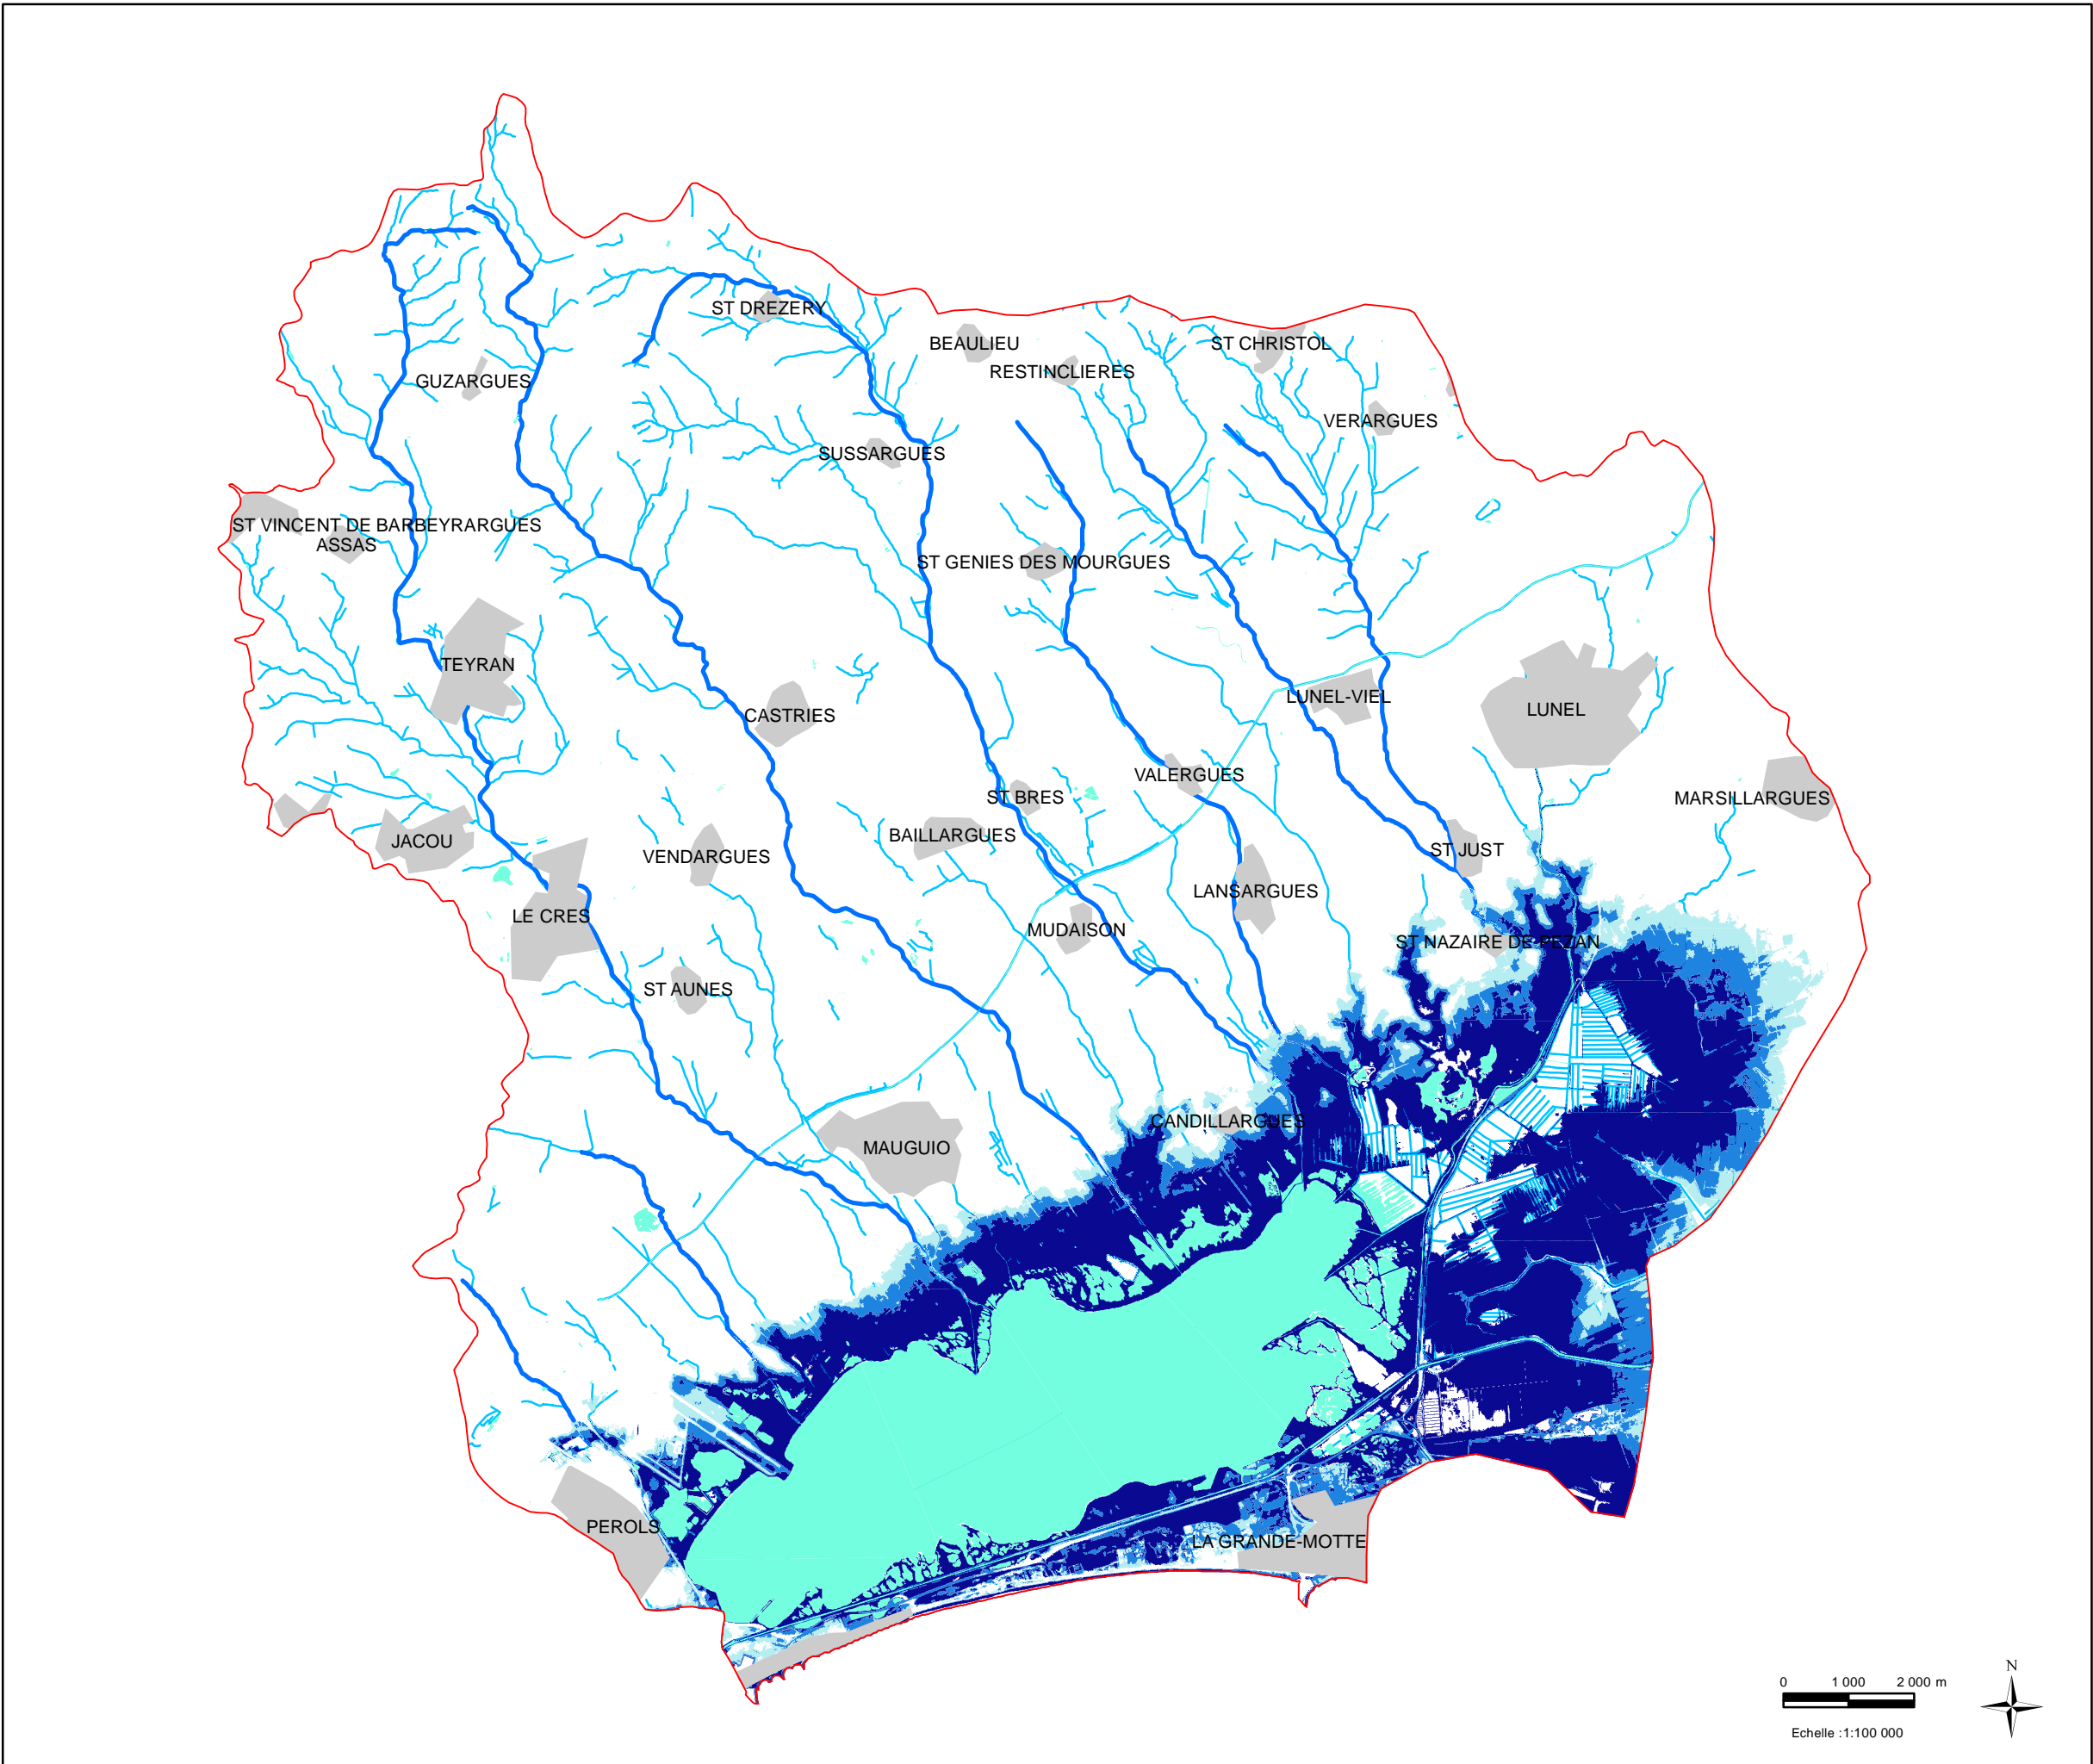 ST DREZERY
BEAULIEU
ST CHRISTOL
RESTINCLIERES
GUZARGUES
VERARGUES
SUSSARGUES
ST VINCENT DE BARBEYRARGUES
ASSAS
ST GENIES DES MOURGUES
TEYRAN
LUNEL-VIEL
LUNEL
CASTRIES
VALERGUES
ST BRES
MARSILLARGUES
BAILLARGUES
JACOU
ST JUST
VENDARGUES
LANSARGUES
LE CRES
MUDAISON
ST NAZAIRE DE-PEZAN
ST AUNES
CANDILLARGUES
MAUGUIO
PEROLS
LA GRANDE-MOTTE
N
0 1 000 2 000 m
Echelle :1:100 000